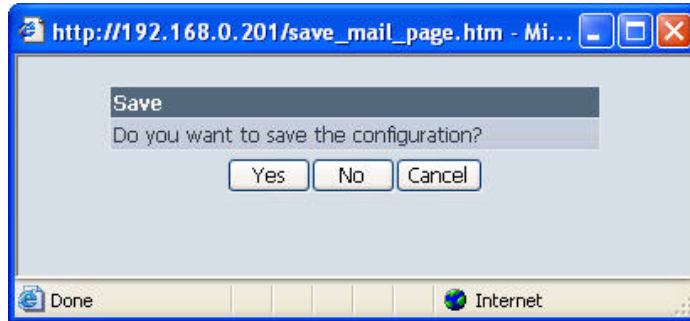 http://192.168.0.201/save_mail_page.htm - Mi...
Save
Do you want to save the configuration?
Yes No Cancel
Done Internet